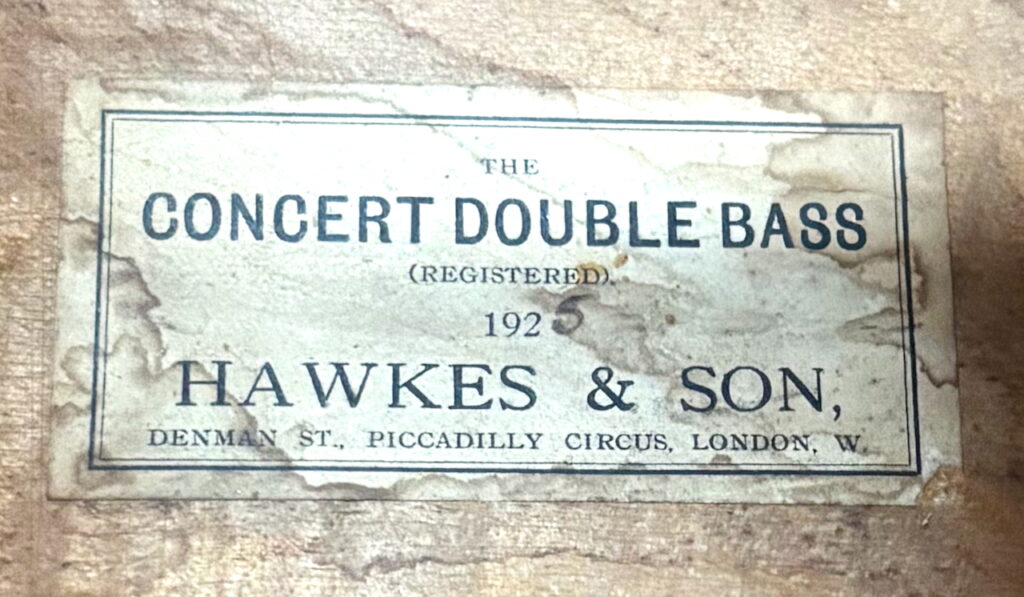 THE
CONCERT DOUBLE BASS
(REGISTERED).
1925
HAWKES & SON,
DENMAN ST., PICCADILLY CIRCUS, LONDON, W.